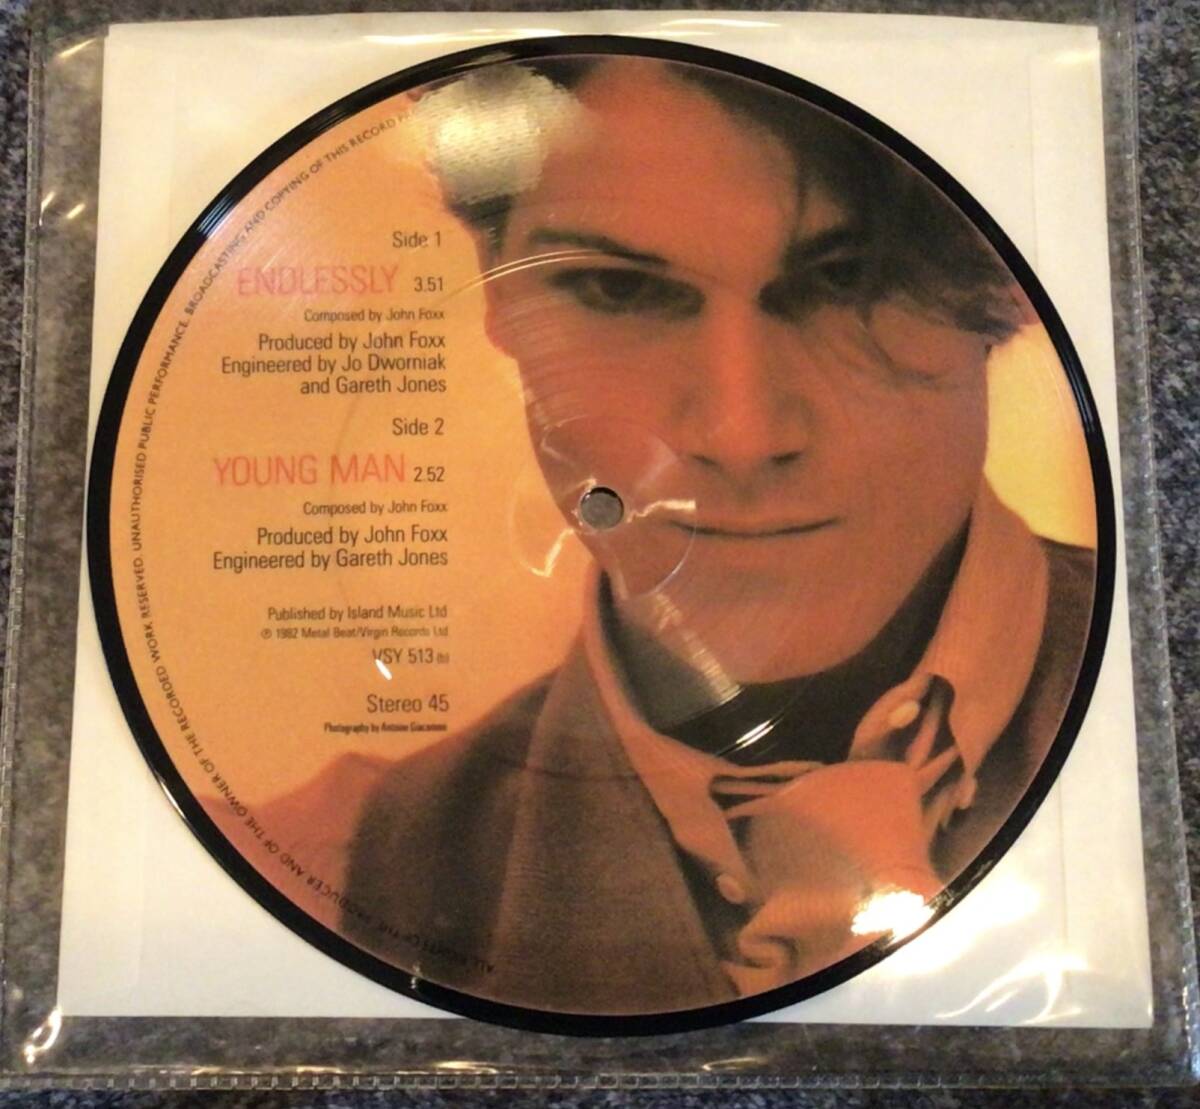 Side 1
ENDLESSLY 3.51
Composed by John Foxx
Produced by John Foxx
Engineered by Jo Dworniak
and Gareth Jones
Side 2
YOUNG MAN 2.52
Composed by John Foxx
Produced by John Foxx
Engineered by Gareth Jones
Published by Island Music Ltd
℗ 1982 Metal Beat/Virgin Records Ltd
VSY 513 (b)
Stereo 45
Photography by Antoine Giacomoni
ALL RIGHTS OF THE PRODUCER AND OF THE OWNER OF THE RECORDED WORK RESERVED. UNAUTHORISED PUBLIC PERFORMANCE, BROADCASTING AND COPYING OF THIS RECORD